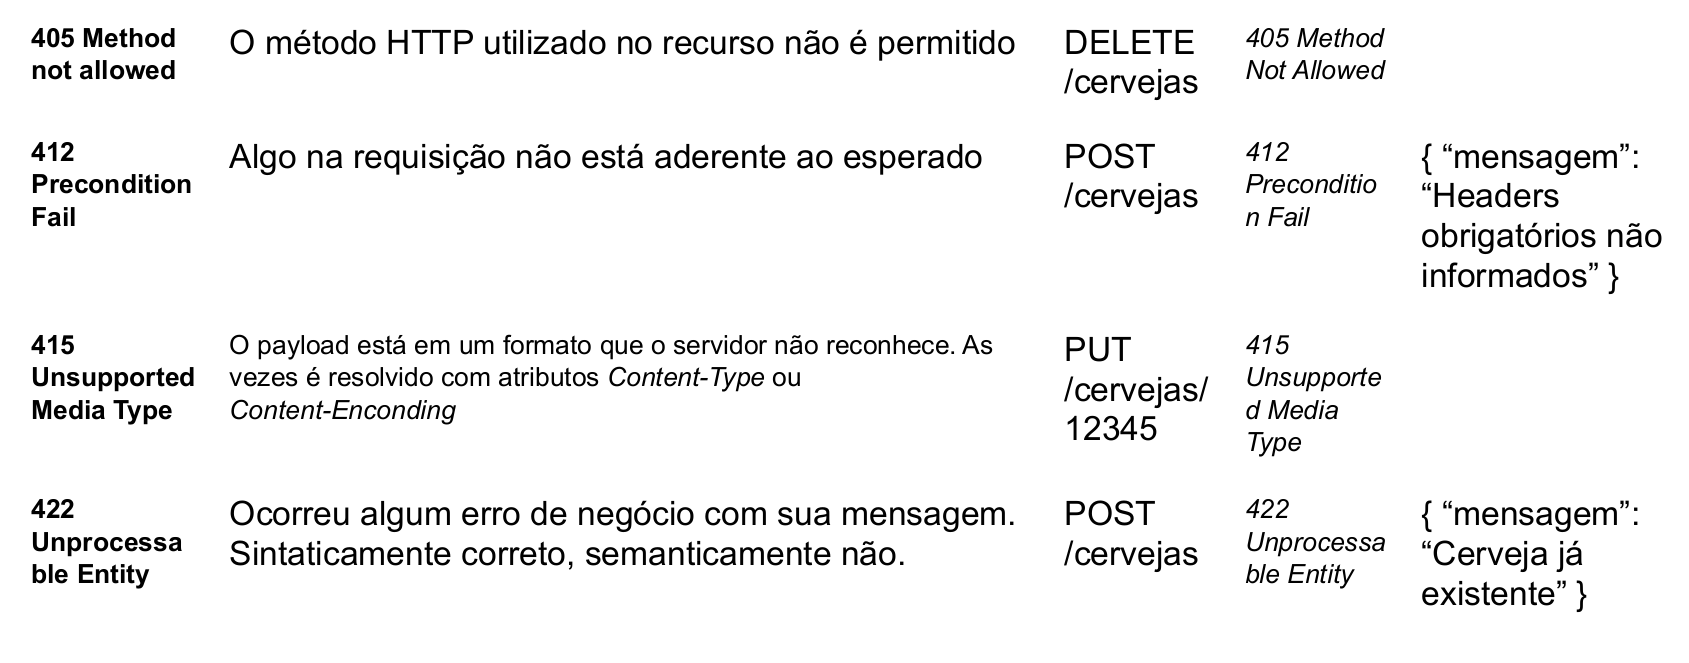 405 Method
not allowed
O método HTTP utilizado no recurso não é permitido
DELETE
/cervejas
405 Method
Not Allowed
412
Precondition
Fail
Algo na requisição não está aderente ao esperado
POST
/cervejas
412
Preconditio
n Fail
{ “mensagem”:
“Headers
obrigatórios não
informados” }
415
Unsupported
Media Type
O payload está em um formato que o servidor não reconhece. As
vezes é resolvido com atributos Content-Type ou
Content-Enconding
PUT
/cervejas/
12345
415
Unsupporte
d Media
Type
422
Unprocessa
ble Entity
Ocorreu algum erro de negócio com sua mensagem.
Sintaticamente correto, semanticamente não.
POST
/cervejas
422
Unprocessa
ble Entity
{ “mensagem”:
“Cerveja já
existente” }